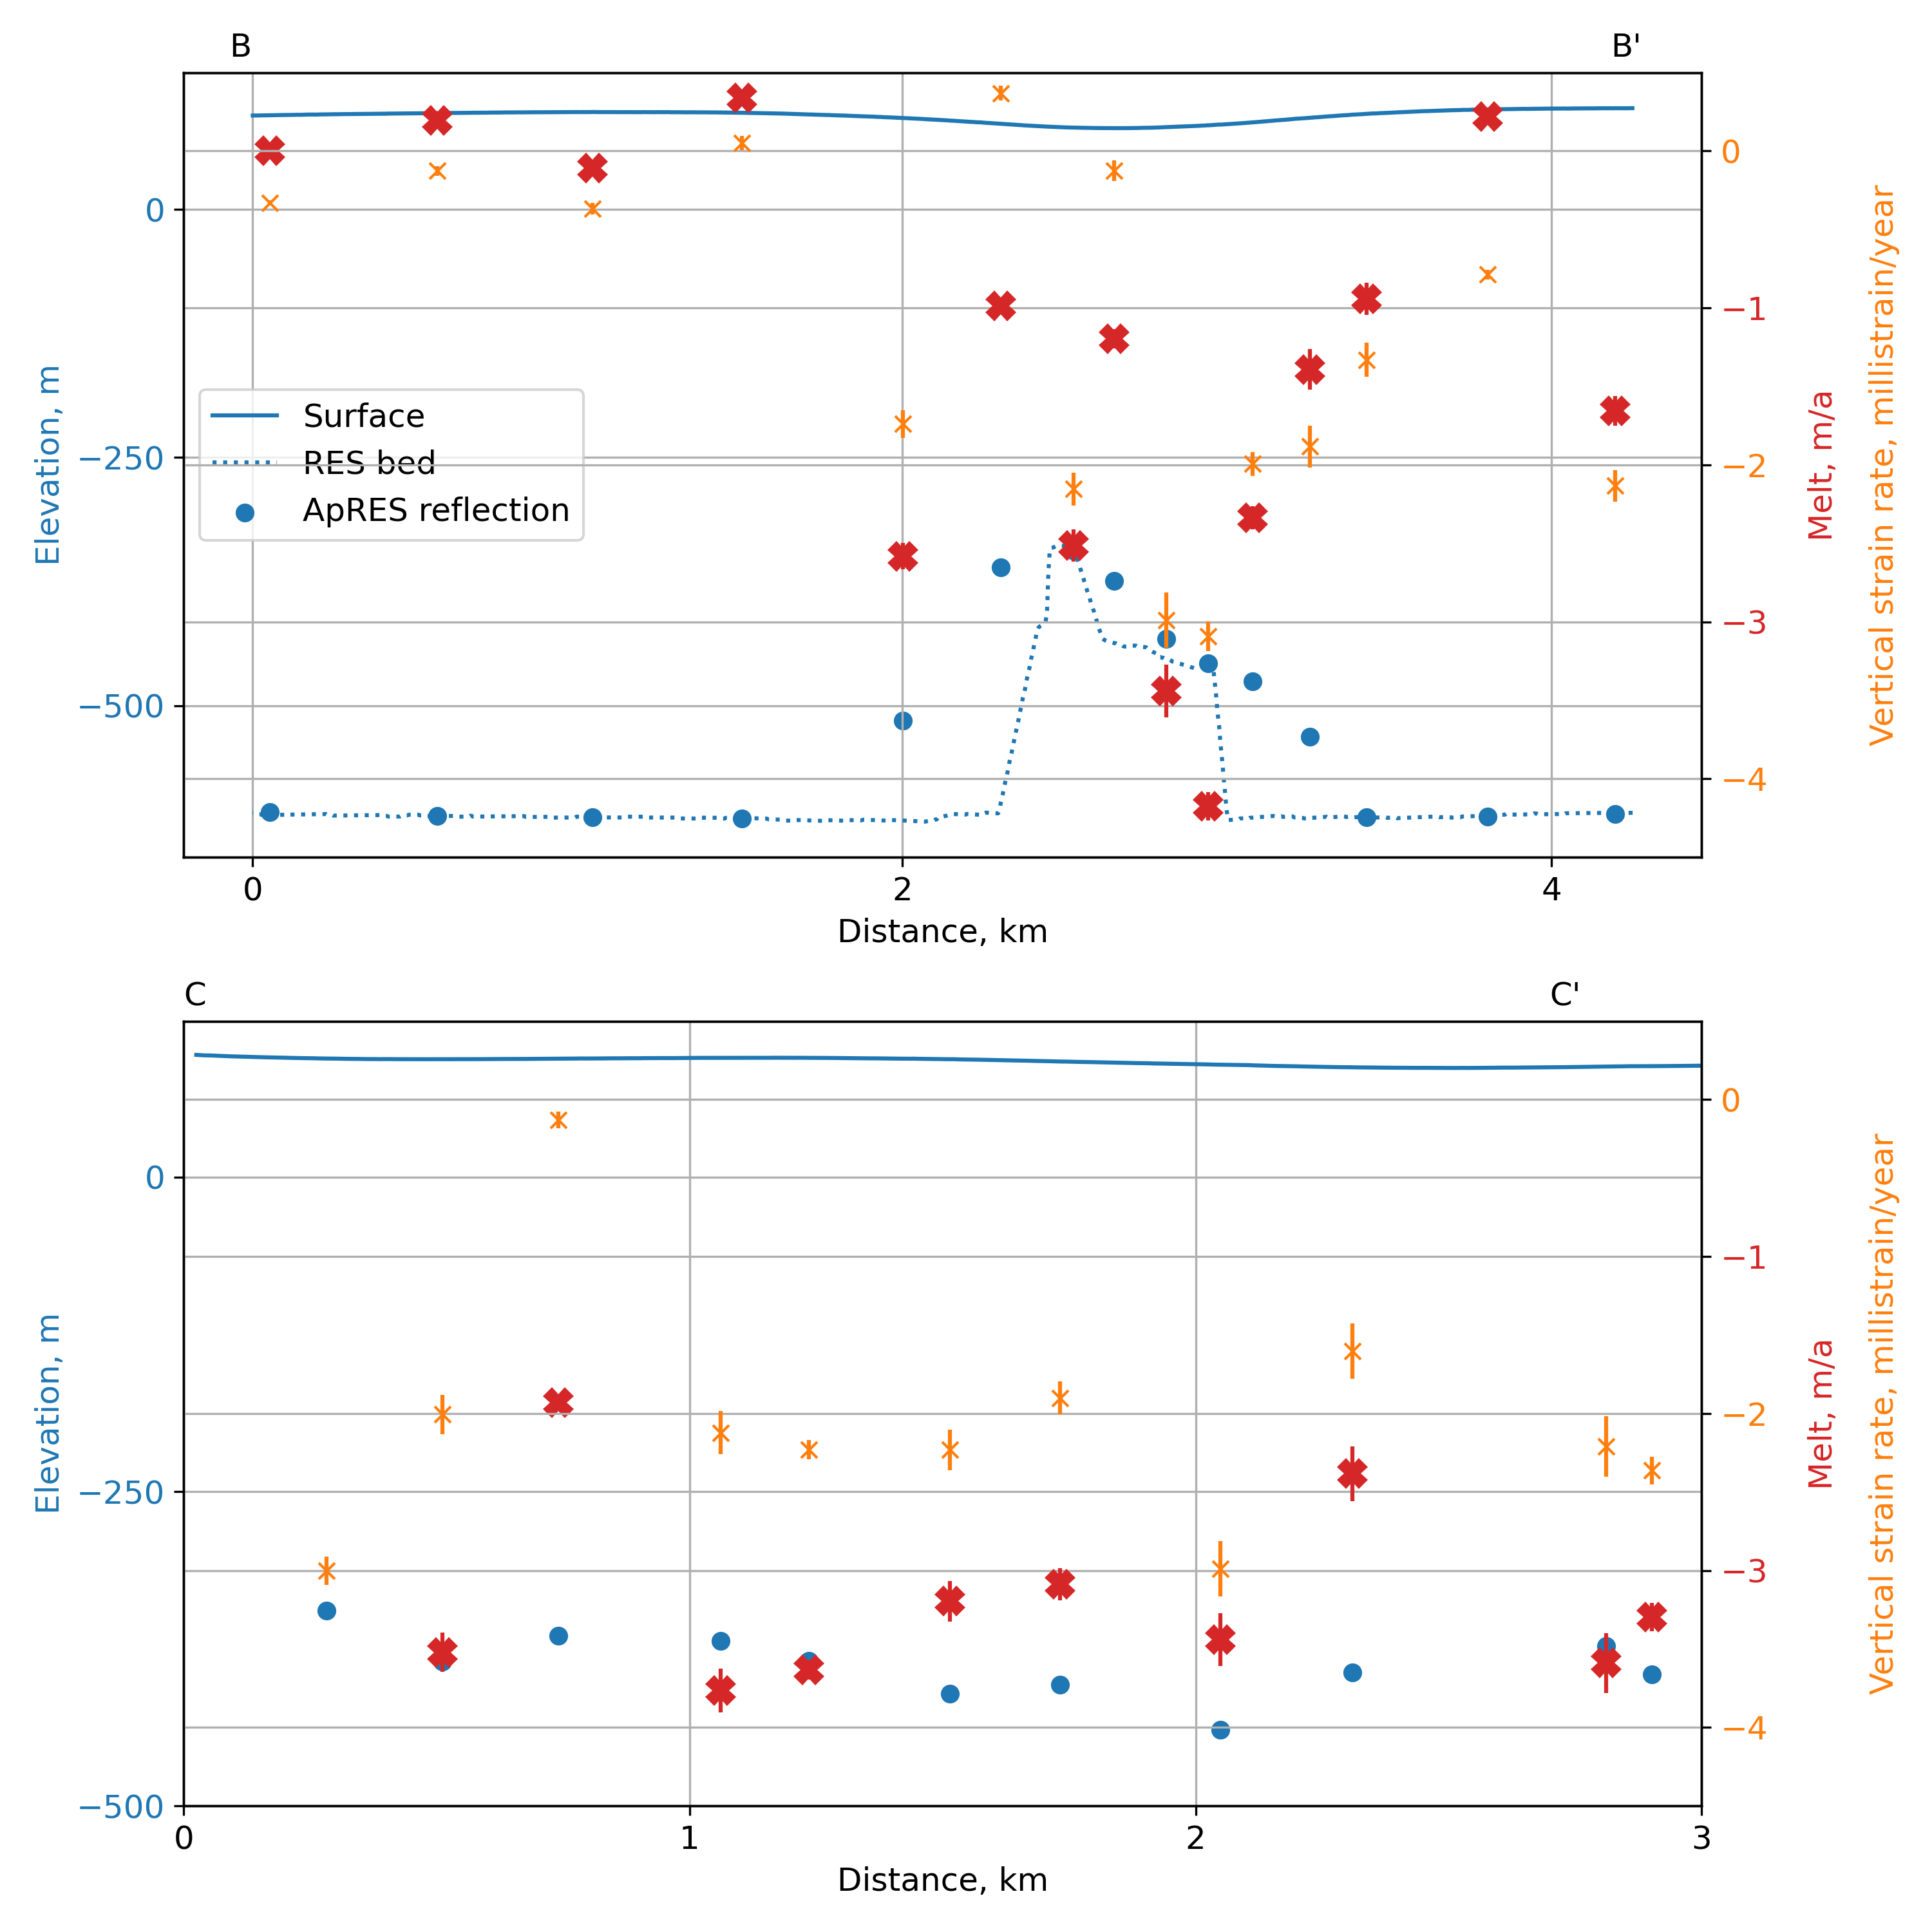 B
B'
0
−250
−500
Elevation, m
Surface
RES bed
ApRES reflection
0
−1
−2
−3
−4
Melt, m/a
Vertical strain rate, millistrain/year
0
2
4
Distance, km
C
C'
0
−250
−500
Elevation, m
0
−1
−2
−3
−4
Melt, m/a
Vertical strain rate, millistrain/year
0
1
2
3
Distance, km